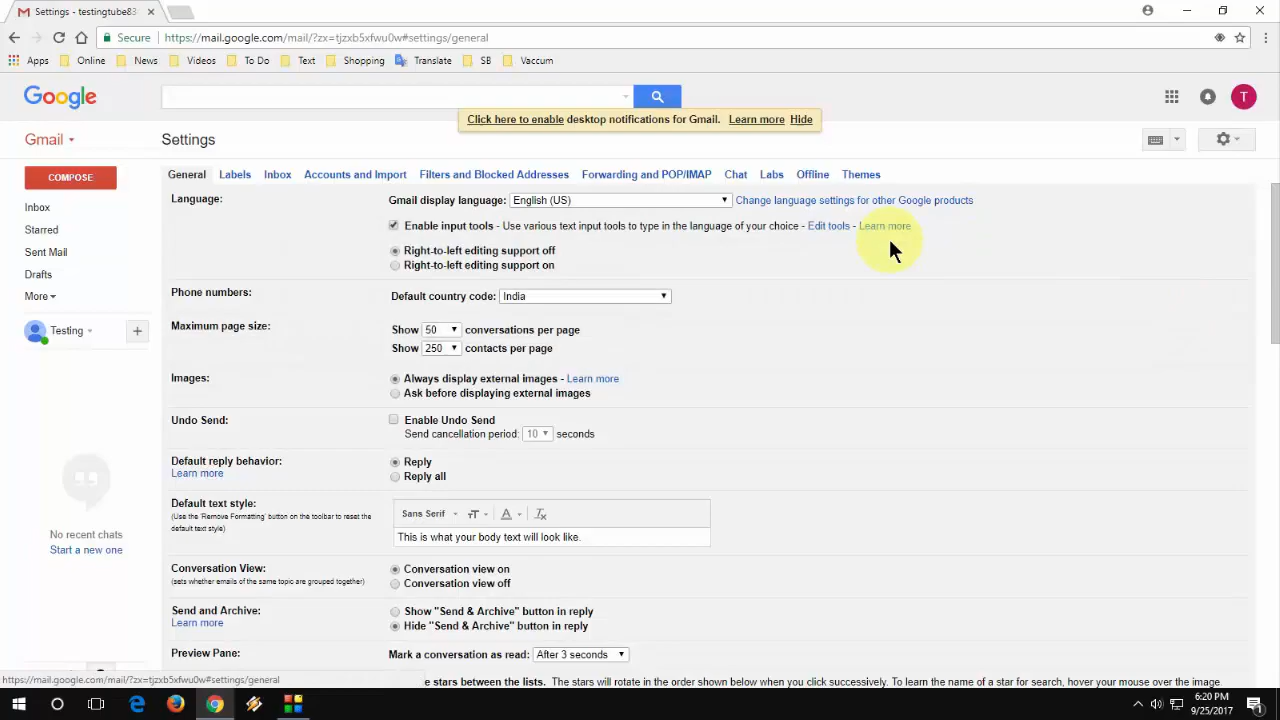 Settings - testingtube83
Secure https://mail.google.com/mail/?zx=tjzxb5xfwu0w#settings/general
Apps Online News Videos To Do Text Shopping Translate SB Vaccum
Google
Click here to enable desktop notifications for Gmail. Learn more Hide
T
Gmail
Settings
COMPOSE
Inbox
Starred
Sent Mail
Drafts
More
Testing
No recent chats
Start a new one
General Labels Inbox Accounts and Import Filters and Blocked Addresses Forwarding and POP/IMAP Chat Labs Offline Themes
Language: Gmail display language: English (US) Change language settings for other Google products
Enable input tools - Use various text input tools to type in the language of your choice - Edit tools - Learn more
Right-to-left editing support off
Right-to-left editing support on
Phone numbers: Default country code: India
Maximum page size: Show 50 conversations per page
Show 250 contacts per page
Images: Always display external images - Learn more
Ask before displaying external images
Undo Send: Enable Undo Send
Send cancellation period: 10 seconds
Default reply behavior: Reply
Learn more Reply all
Default text style: Sans Serif
(Use the 'Remove Formatting' button on the toolbar to reset the
default text style)
This is what your body text will look like.
Conversation View: Conversation view on
(sets whether emails of the same topic are grouped together) Conversation view off
Send and Archive: Show "Send & Archive" button in reply
Learn more Hide "Send & Archive" button in reply
Preview Pane: Mark a conversation as read: After 3 seconds
https://mail.google.com/mail/?zx=tjzxb5xfwu0w#settings/general
e stars between the lists. The stars will rotate in the order shown below when you click successively. To learn the name of a star for search, hover your mouse over the image.
6:20 PM
9/25/2017
1